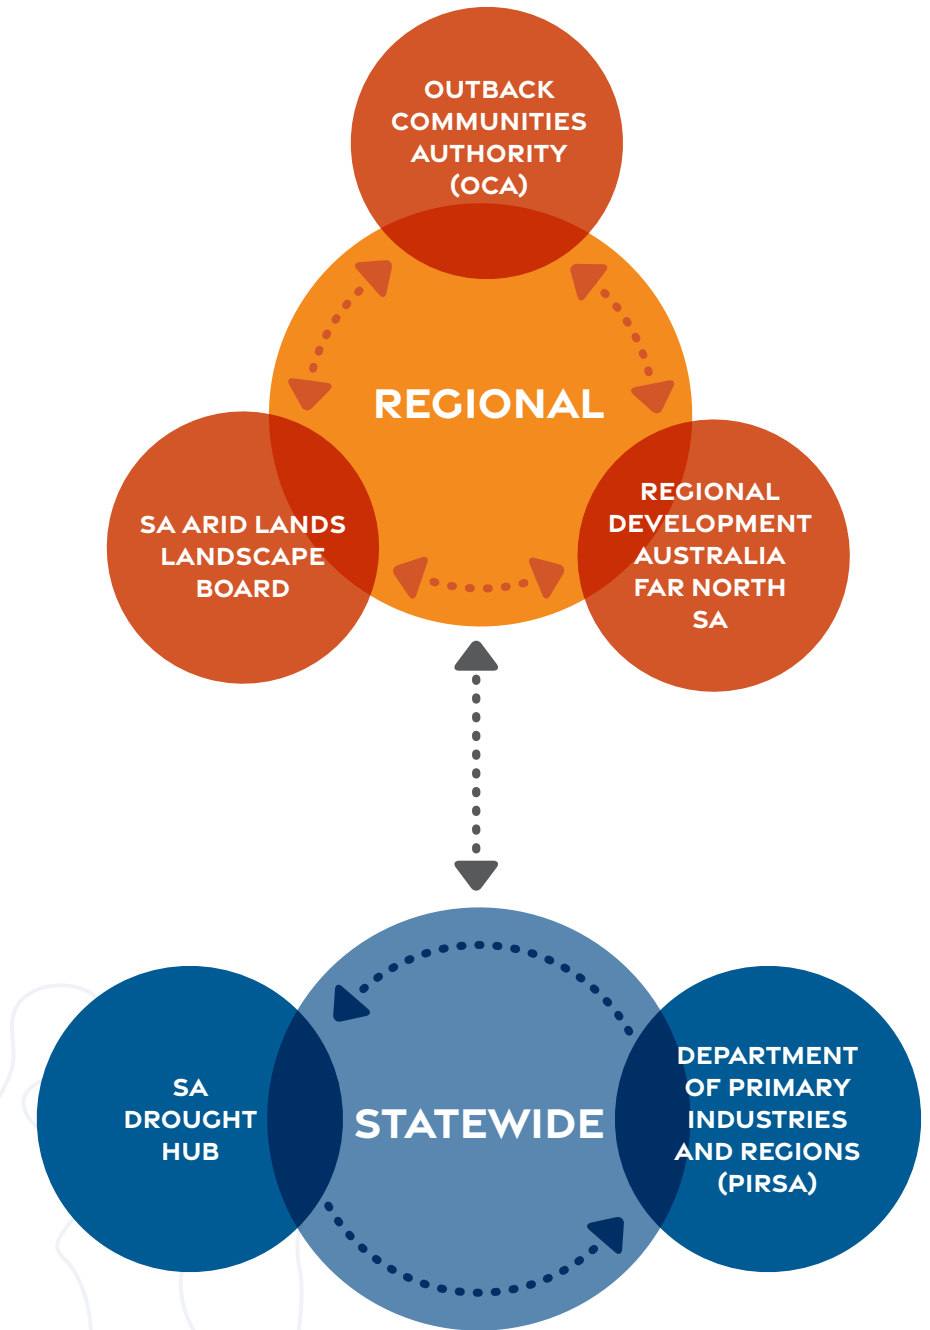 OUTBACK
COMMUNITIES
AUTHORITY
(OCA)
REGIONAL
SA ARID LANDS
LANDSCAPE
BOARD
REGIONAL
DEVELOPMENT
AUSTRALIA
FAR NORTH
SA
SA
DROUGHT
HUB
STATEWIDE
DEPARTMENT
OF PRIMARY
INDUSTRIES
AND REGIONS
(PIRSA)